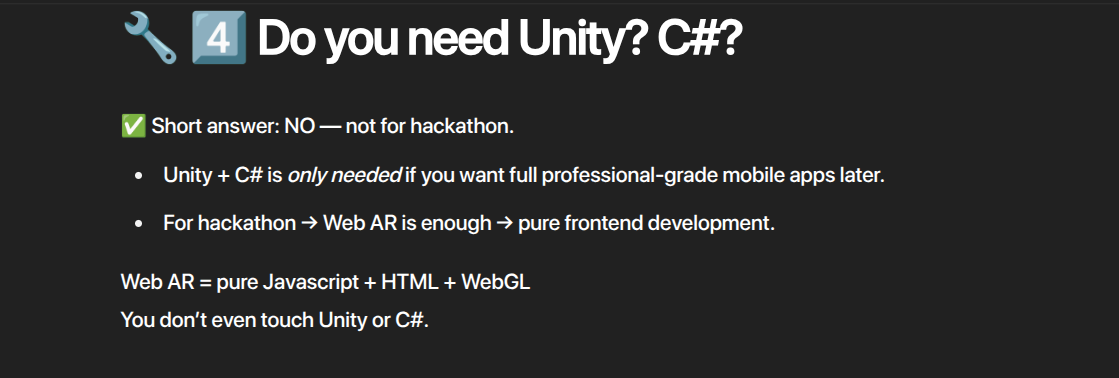 🔧 4️⃣ Do you need Unity? C#?
✅ Short answer: NO — not for hackathon.
• Unity + C# is only needed if you want full professional-grade mobile apps later.
• For hackathon → Web AR is enough → pure frontend development.
Web AR = pure Javascript + HTML + WebGL
You don’t even touch Unity or C#.